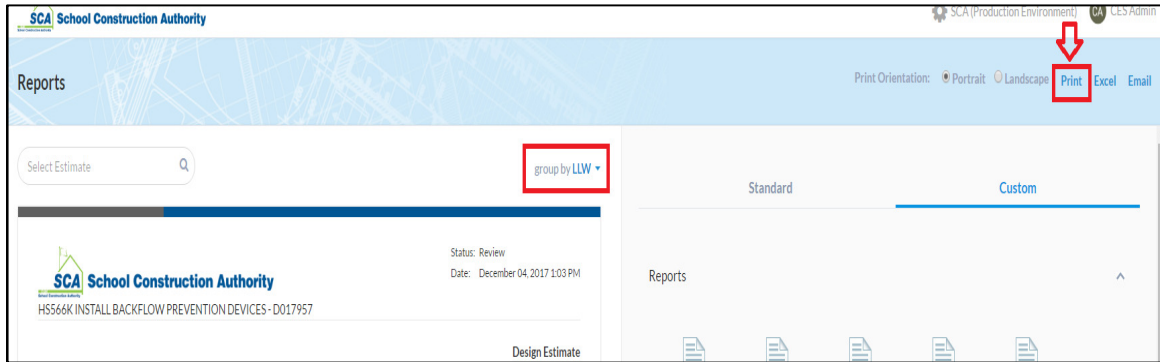 SCA School Construction Authority
SCA (Production Environment) CA CES Admin
Reports
Print Orientation: Portrait Landscape Print Excel Email
Select Estimate
group by LLW
Standard Custom
SCA School Construction Authority
Status: Review
Date: December 04, 2017 1:03 PM
HS566K INSTALL BACKFLOW PREVENTION DEVICES - D017957
Reports
Design Estimate